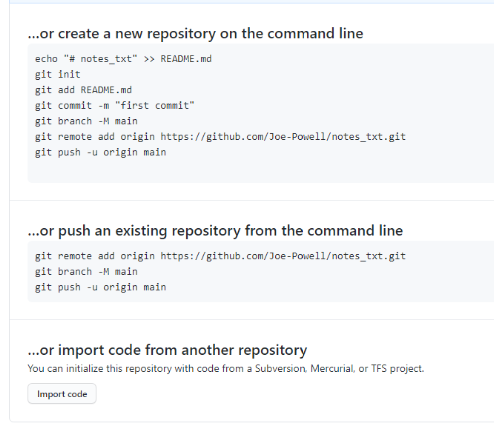 ...or create a new repository on the command line
echo "# notes_txt" >> README.md
git init
git add README.md
git commit -m "first commit"
git branch -M main
git remote add origin https://github.com/Joe-Powell/notes_txt.git
git push -u origin main
...or push an existing repository from the command line
git remote add origin https://github.com/Joe-Powell/notes_txt.git
git branch -M main
git push -u origin main
...or import code from another repository
You can initialize this repository with code from a Subversion, Mercurial, or TFS project.
Import code